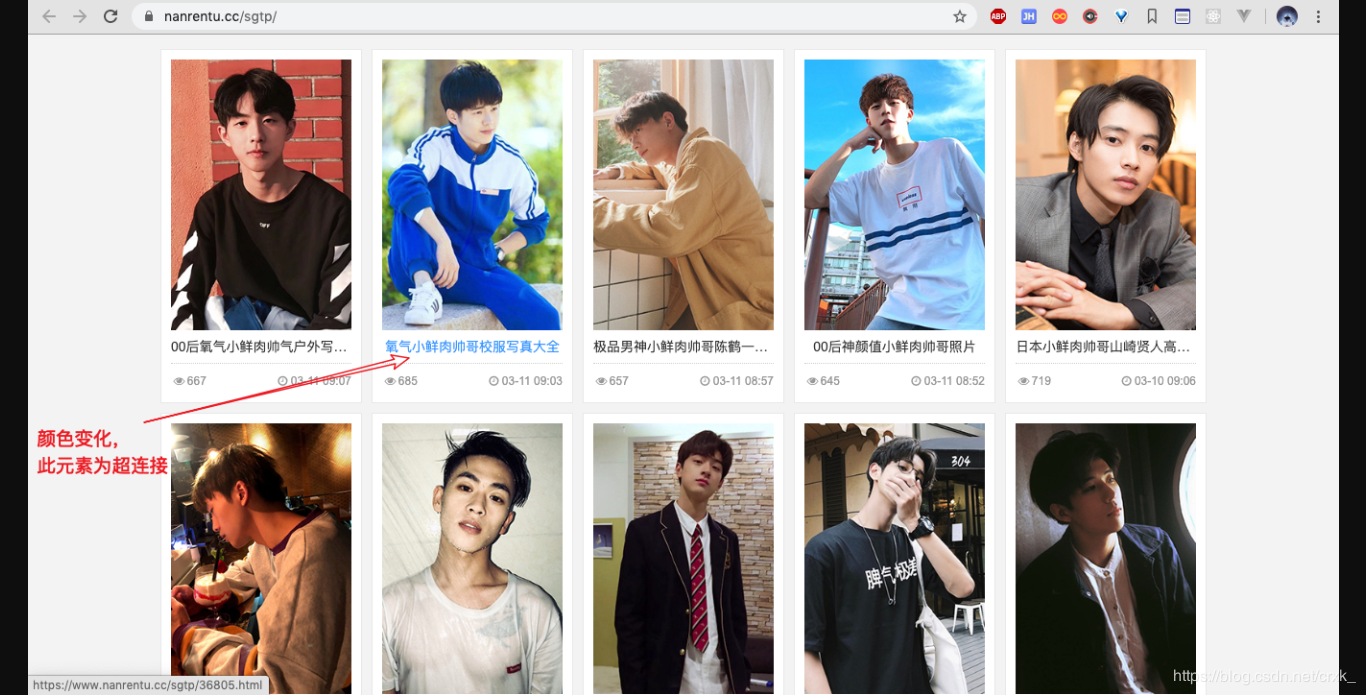 nanrentu.cc/sgtp/
ABP
JH
00后氧气小鲜肉帅气户外写...
氧气小鲜肉帅哥校服写真大全
极品男神小鲜肉帅哥陈鹤一...
00后神颜值小鲜肉帅哥照片
日本小鲜肉帅哥山崎贤人高...
667
03-11 09:07
685
03-11 09:03
657
03-11 08:57
645
03-11 08:52
719
03-10 09:06
颜色变化，
此元素为超连接
304
脾气极差
https://www.nanrentu.cc/sgtp/36805.html